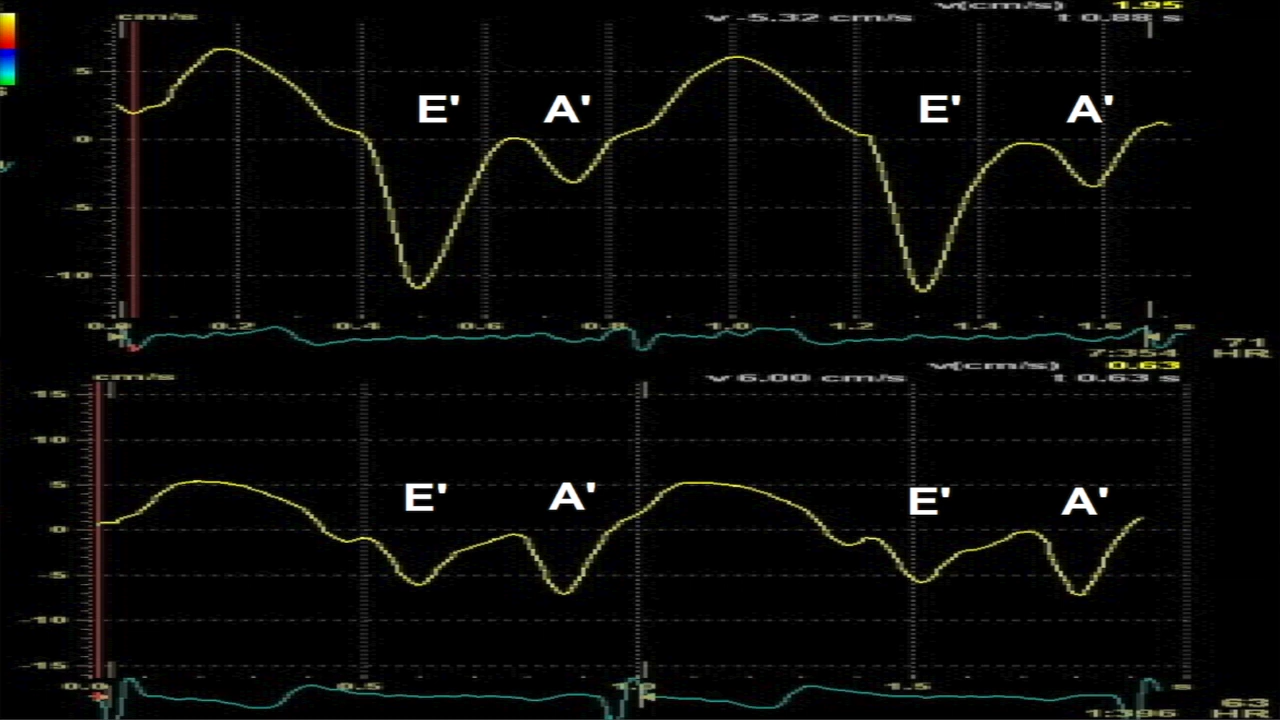 v(cm/s) 1.95
cm/s v -5.32 cm/s t 0.88 s
5
E' A' E' A'
0
-5
-10
0.0 0.2 0.4 0.6 0.8 1.0 1.2 1.4 1.6 s
71
7:354 HR
v(cm/s) 0.63
cm/s v 6.00 cm/s t 0.63 s
15
10
5
E' A' E' A'
0
-5
-10
-15
0.0 0.5 1.5 s
63
HR